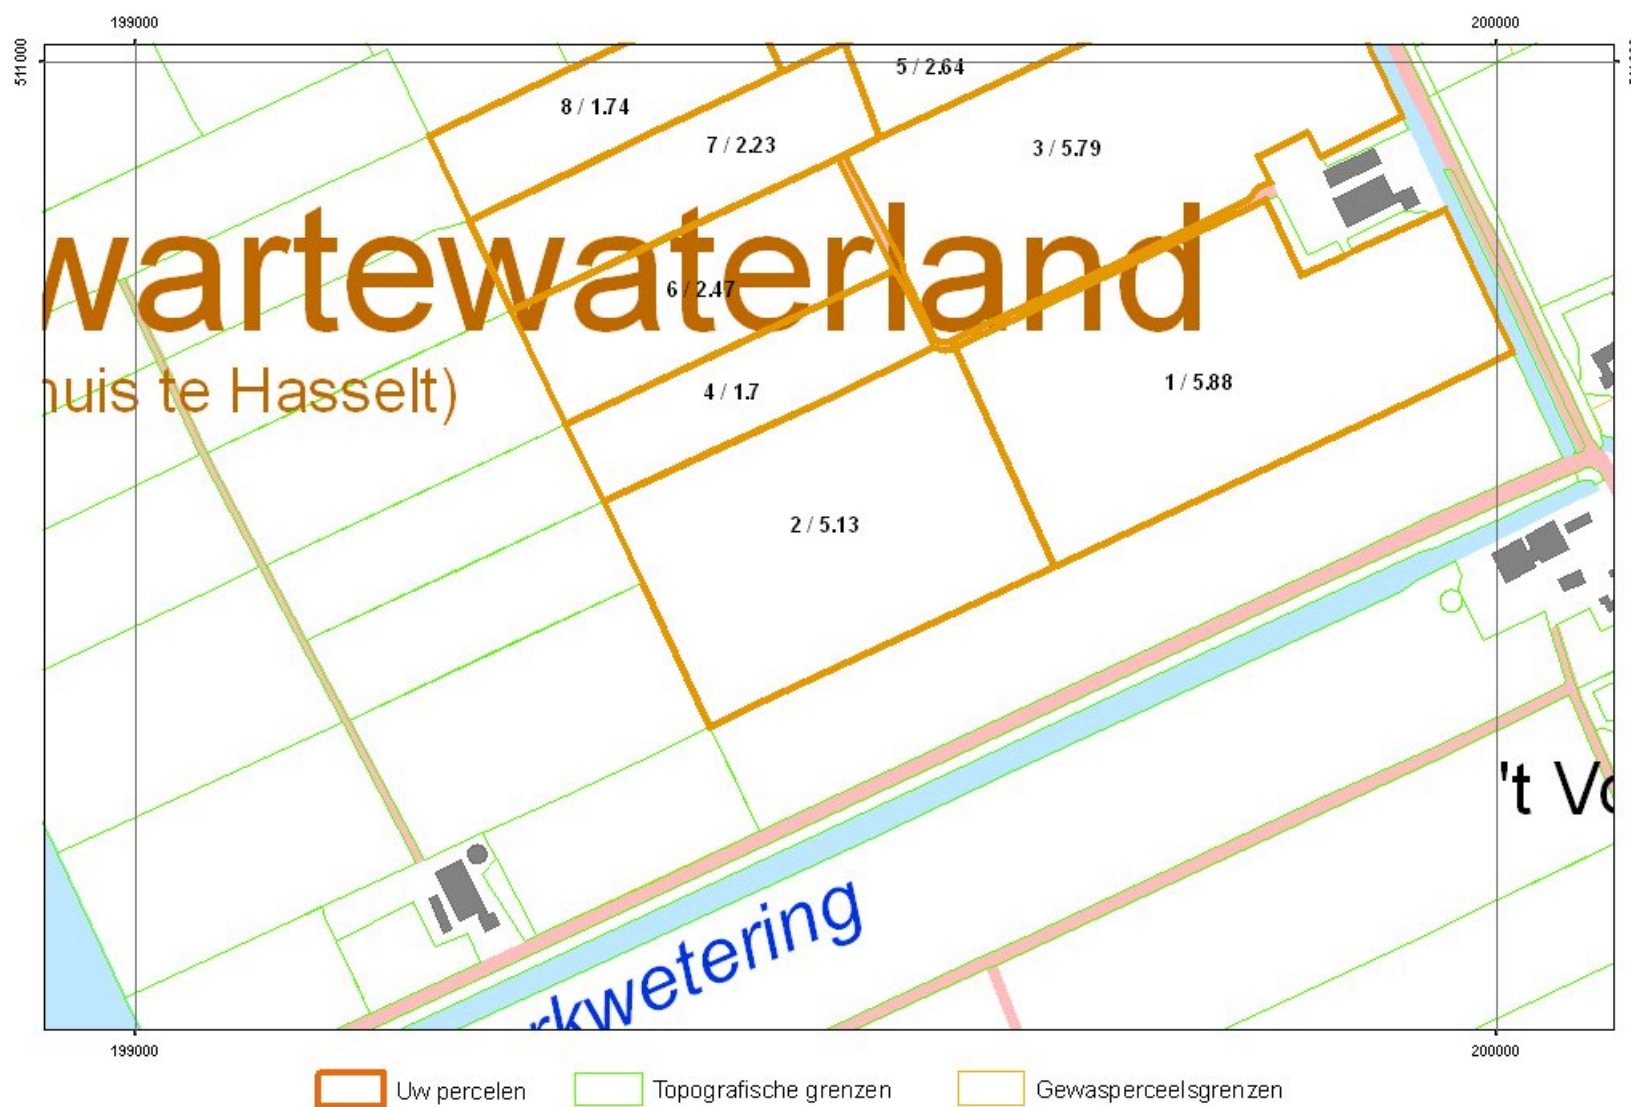 199000 200000
511000
5 / 2.64
8 / 1.74
7 / 2.23
3 / 5.79
wartewaterland
6 / 2.47
huis te Hasselt)
1 / 5.88
4 / 1.7
2 / 5.13
't Vo
rkwetering
199000 200000
Uw percelen Topografische grenzen Gewasperceelsgrenzen